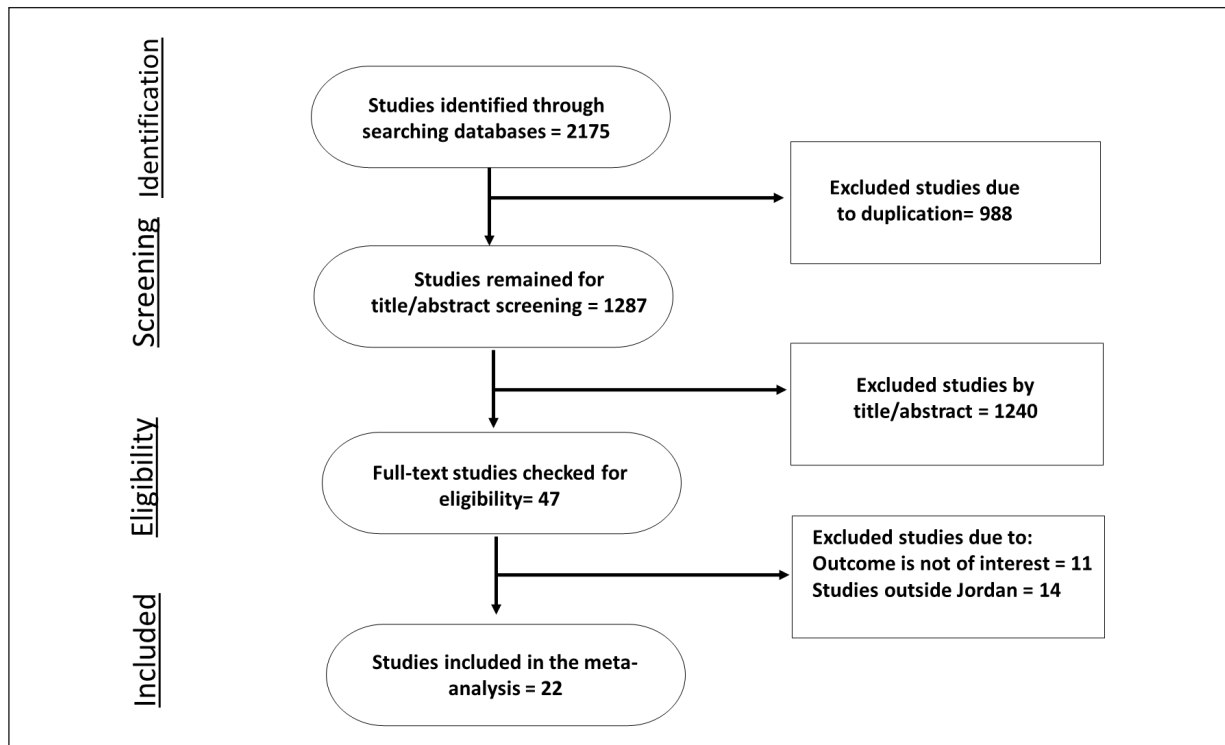 Identification
Studies identified through
searching databases = 2175
Excluded studies due
to duplication= 988
Screening
Studies remained for
title/abstract screening = 1287
Excluded studies by
title/abstract = 1240
Eligibility
Full-text studies checked for
eligibility= 47
Excluded studies due to:
Outcome is not of interest = 11
Studies outside Jordan = 14
Included
Studies included in the meta-
analysis = 22